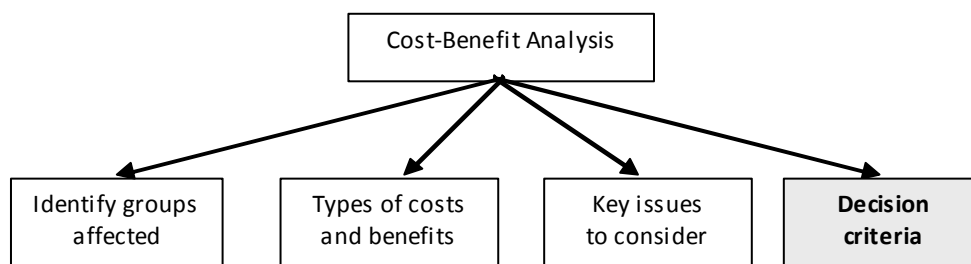 Cost-Benefit Analysis
Identify groups
affected
Types of costs
and benefits
Key issues
to consider
Decision
criteria